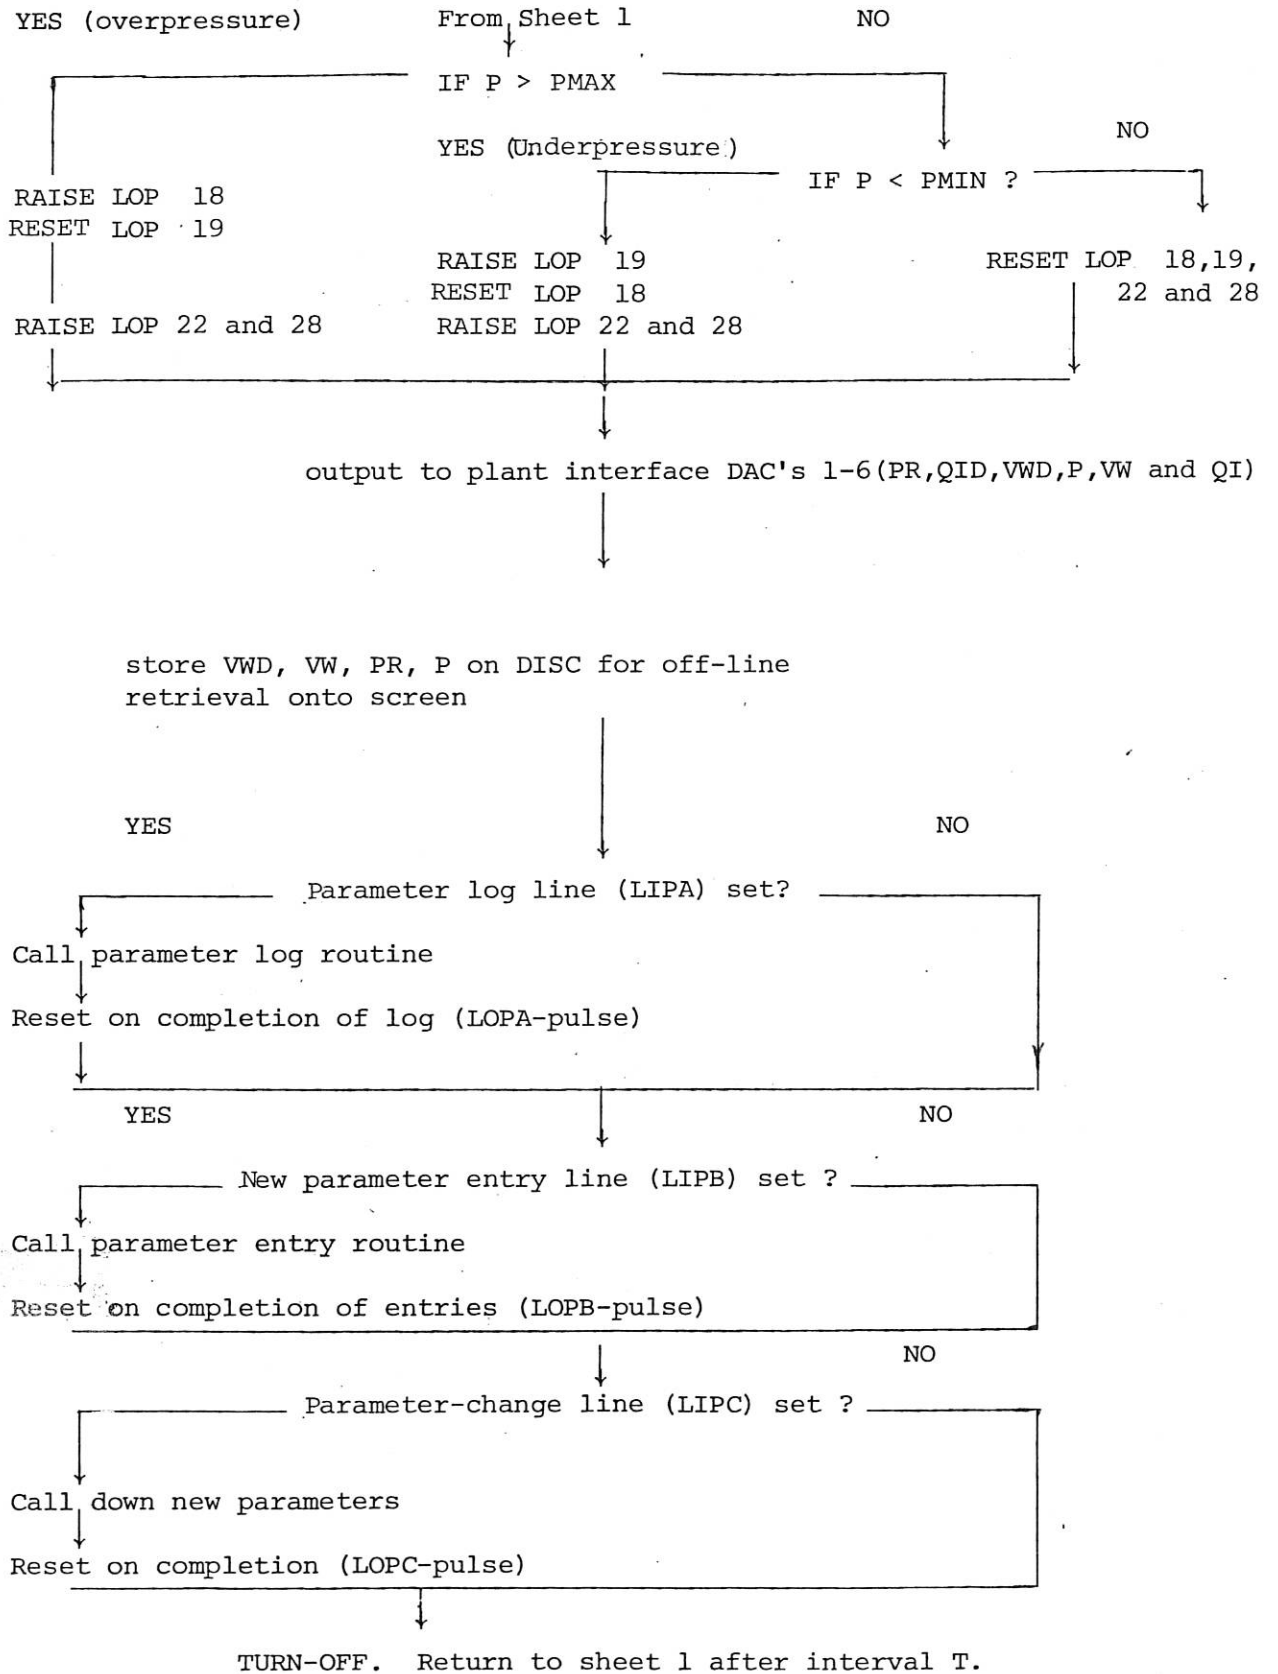 YES (overpressure) From Sheet 1 NO
IF P > PMAX
NO
YES (Underpressure)
IF P < PMIN ?
RAISE LOP 18
RESET LOP 19
RAISE LOP 22 and 28
RAISE LOP 19
RESET LOP 18
RAISE LOP 22 and 28
RESET LOP 18,19,
22 and 28
output to plant interface DAC's 1-6(PR,QID,VWD,P,VW and QI)
store VWD, VW, PR, P on DISC for off-line
retrieval onto screen
YES NO
Parameter log line (LIPA) set?
Call parameter log routine
Reset on completion of log (LOPA-pulse)
YES NO
New parameter entry line (LIPB) set ?
Call parameter entry routine
Reset on completion of entries (LOPB-pulse)
NO
Parameter-change line (LIPC) set ?
Call down new parameters
Reset on completion (LOPC-pulse)
TURN-OFF. Return to sheet 1 after interval T.